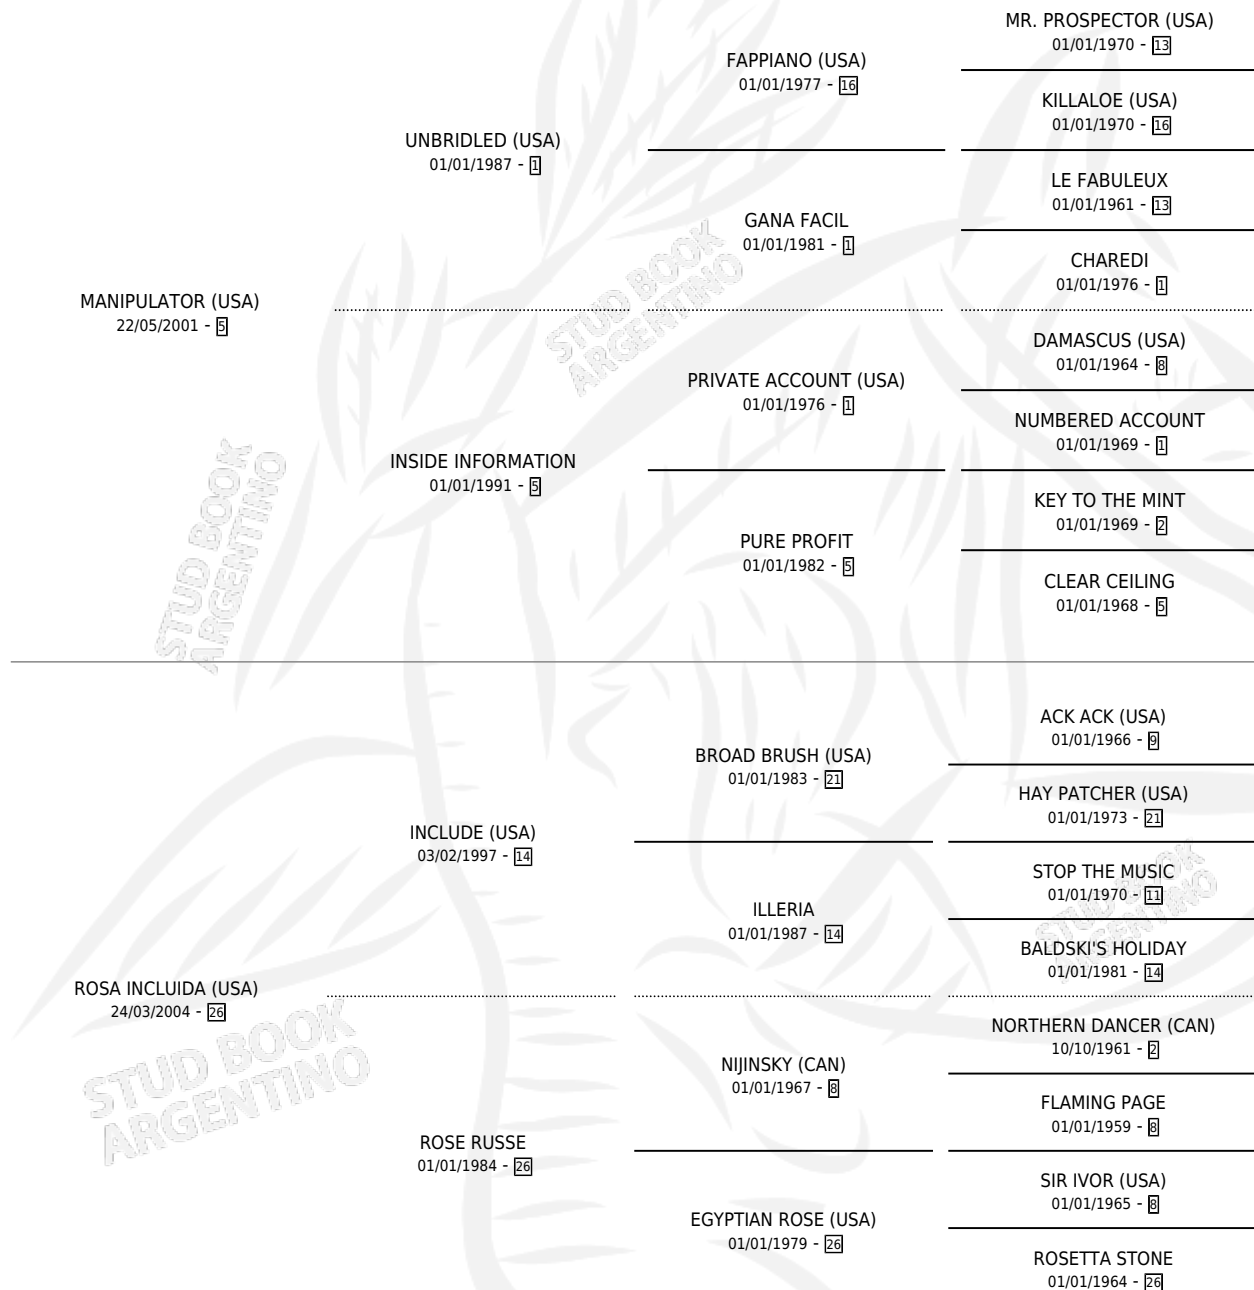 MR. PROSPECTOR (USA)
01/01/1970 - 13
FAPPIANO (USA)
01/01/1977 - 16
KILLALOE (USA)
01/01/1970 - 16
UNBRIDLED (USA)
01/01/1987 - 1
LE FABULEUX
01/01/1961 - 13
GANA FACIL
01/01/1981 - 1
CHAREDI
01/01/1976 - 1
MANIPULATOR (USA)
22/05/2001 - 5
DAMASCUS (USA)
01/01/1964 - 8
PRIVATE ACCOUNT (USA)
01/01/1976 - 1
NUMBERED ACCOUNT
01/01/1969 - 1
INSIDE INFORMATION
01/01/1991 - 5
KEY TO THE MINT
01/01/1969 - 2
PURE PROFIT
01/01/1982 - 5
CLEAR CEILING
01/01/1968 - 5
ACK ACK (USA)
01/01/1966 - 9
BROAD BRUSH (USA)
01/01/1983 - 21
HAY PATCHER (USA)
01/01/1973 - 21
INCLUDE (USA)
03/02/1997 - 14
STOP THE MUSIC
01/01/1970 - 11
ILLERIA
01/01/1987 - 14
BALDSKI'S HOLIDAY
01/01/1981 - 14
ROSA INCLUIDA (USA)
24/03/2004 - 26
NORTHERN DANCER (CAN)
10/10/1961 - 2
NIJINSKY (CAN)
01/01/1967 - 8
FLAMING PAGE
01/01/1959 - 8
ROSE RUSSE
01/01/1984 - 26
SIR IVOR (USA)
01/01/1965 - 8
EGYPTIAN ROSE (USA)
01/01/1979 - 26
ROSETTA STONE
01/01/1964 - 26
STUD BOOK
ARGENTINO
STUD BOOK
ARGENTINO
STUD BOOK
ARGENTINO
STUD BOOK
ARGENTINO